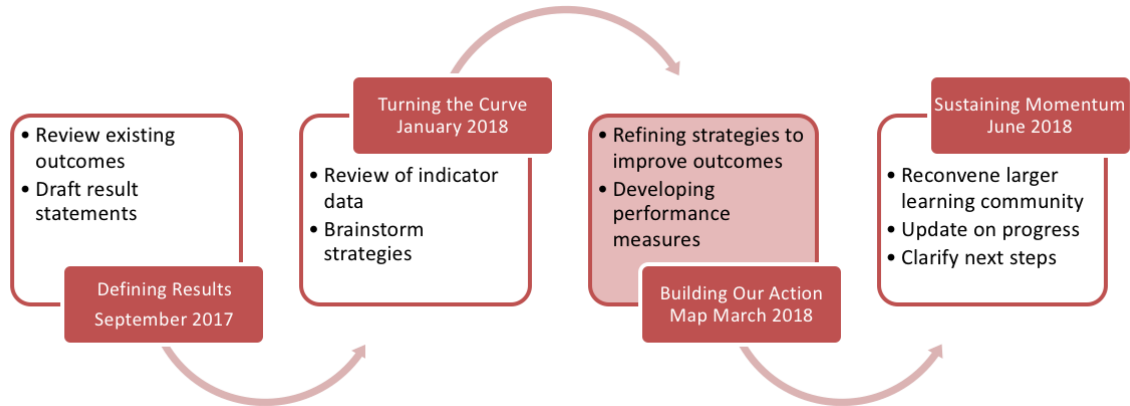 • Review existing
outcomes
• Draft result
statements
Defining Results
September 2017
Turning the Curve
January 2018
• Review of indicator
data
• Brainstorm
strategies
• Refining strategies to
improve outcomes
• Developing
performance
measures
Building Our Action
Map March 2018
Sustaining Momentum
June 2018
• Reconvene larger
learning community
• Update on progress
• Clarify next steps